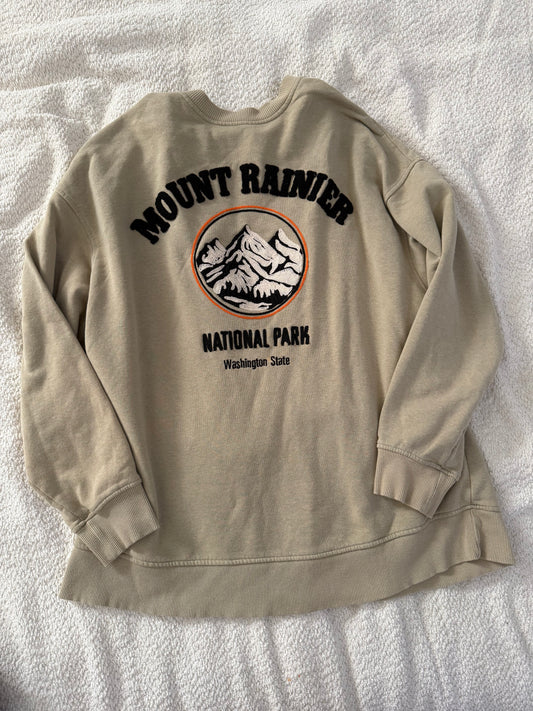 MOUNT RAINIER
NATIONAL PARK
Washington State